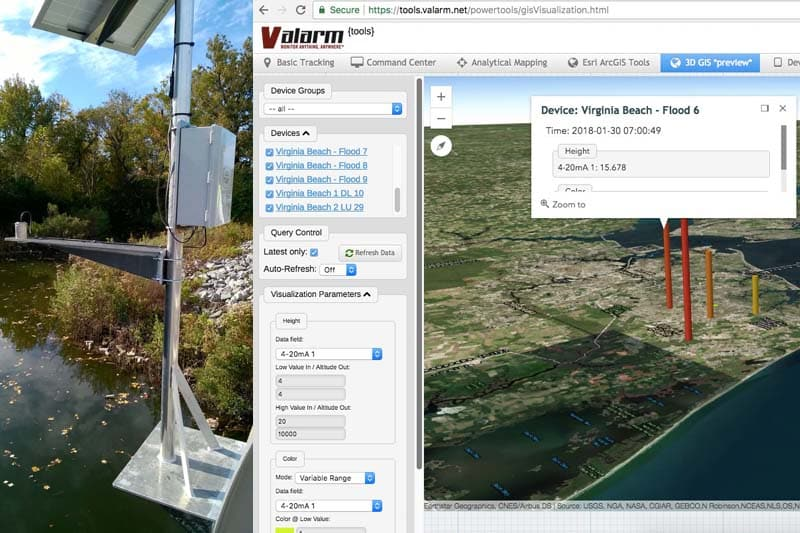 Secure https://tools.valarm.net/powertools/gisVisualization.html
Valarm {tools}
MONITOR ANYTHING, ANYWHERE™
Basic Tracking
Command Center
Analytical Mapping
Esri ArcGIS Tools
3D GIS *preview*
Device Groups
-- all --
Devices
Virginia Beach - Flood 7
Virginia Beach - Flood 8
Virginia Beach - Flood 9
Virginia Beach 1 DL 10
Virginia Beach 2 LU 29
Query Control
Latest only:
Refresh Data
Auto-Refresh: Off
Visualization Parameters
Height
Data field:
4-20mA 1
Low Value In / Altitude Out:
4
4
High Value In / Altitude Out:
20
10000
Color
Mode: Variable Range
Data field:
4-20mA 1
Color @ Low Value:
Device: Virginia Beach - Flood 6
Time: 2018-01-30 07:00:49
Height
4-20mA 1: 15.678
Color
Zoom to
Earthstar Geographics, CNES/Airbus DS | Source: USGS, NGA, NASA, CGIAR, GEBCO,N Robinson,NCEAS,NLS,OS,N